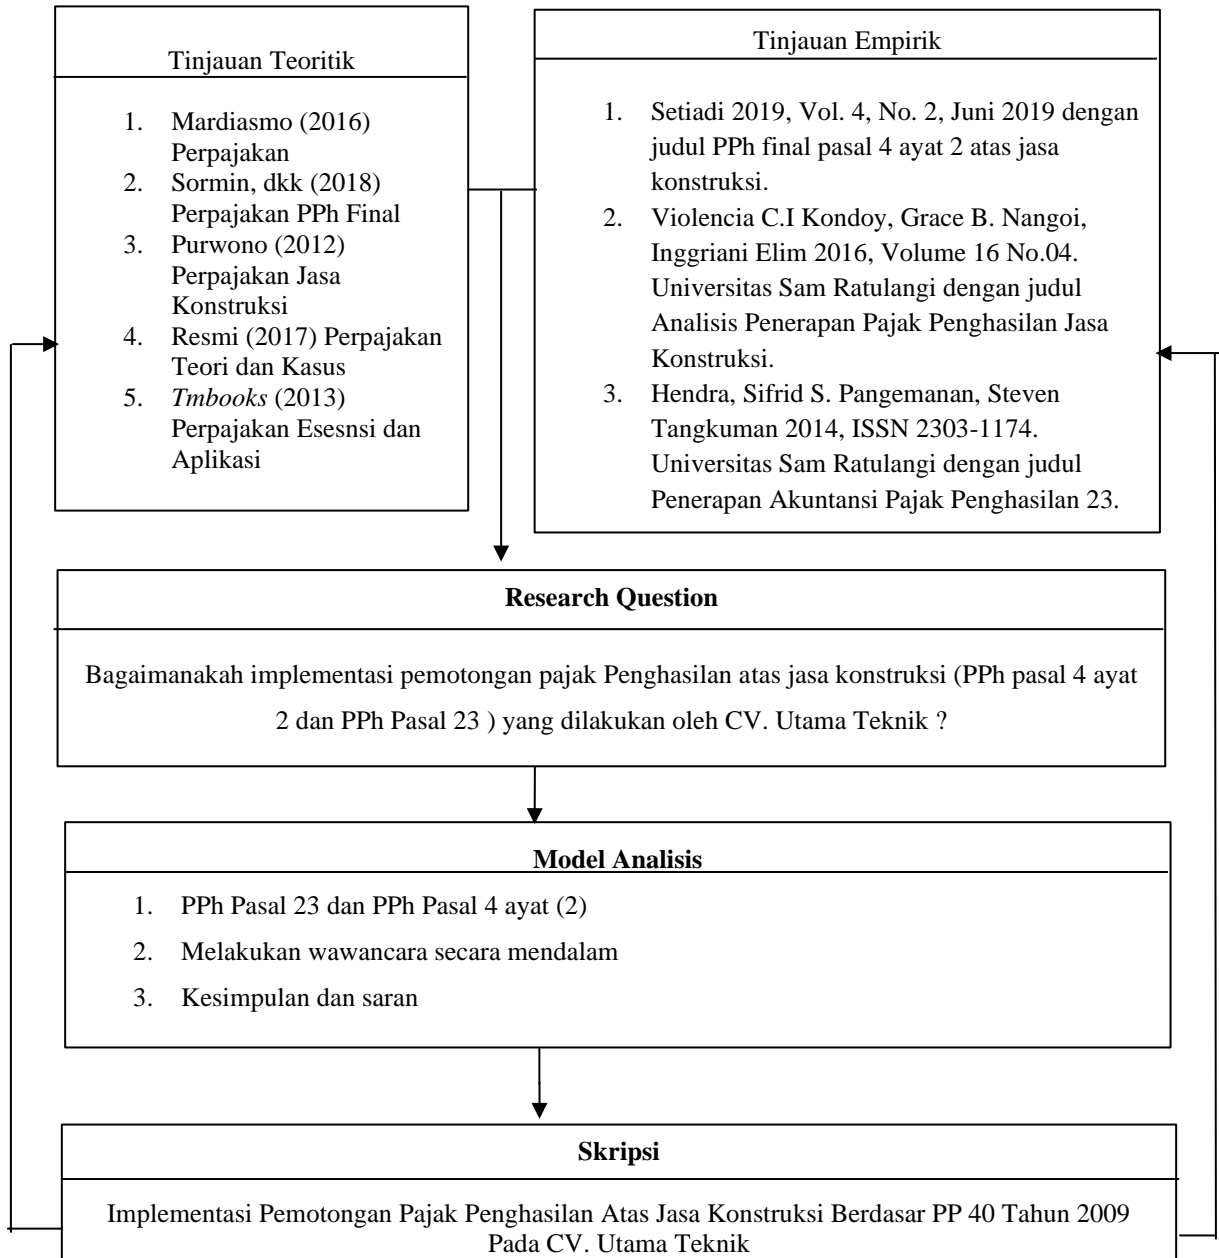 Tinjauan Teoritik
1. Mardiasmo (2016)
Perpajakan
2. Sormin, dkk (2018)
Perpajakan PPh Final
3. Purwono (2012)
Perpajakan Jasa
Konstruksi
4. Resmi (2017) Perpajakan
Teori dan Kasus
5. Tmbooks (2013)
Perpajakan Esesnsi dan
Aplikasi
Tinjauan Empirik
1. Setiadi 2019, Vol. 4, No. 2, Juni 2019 dengan
judul PPh final pasal 4 ayat 2 atas jasa
konstruksi.
2. Violencia C.I Kondoy, Grace B. Nangoi,
Inggriani Elim 2016, Volume 16 No.04.
Universitas Sam Ratulangi dengan judul
Analisis Penerapan Pajak Penghasilan Jasa
Konstruksi.
3. Hendra, Sifrid S. Pangemanan, Steven
Tangkuman 2014, ISSN 2303-1174.
Universitas Sam Ratulangi dengan judul
Penerapan Akuntansi Pajak Penghasilan 23.
Research Question
Bagaimanakah implementasi pemotongan pajak Penghasilan atas jasa konstruksi (PPh pasal 4 ayat
2 dan PPh Pasal 23 ) yang dilakukan oleh CV. Utama Teknik ?
Model Analisis
1. PPh Pasal 23 dan PPh Pasal 4 ayat (2)
2. Melakukan wawancara secara mendalam
3. Kesimpulan dan saran
Skripsi
Implementasi Pemotongan Pajak Penghasilan Atas Jasa Konstruksi Berdasar PP 40 Tahun 2009
Pada CV. Utama Teknik